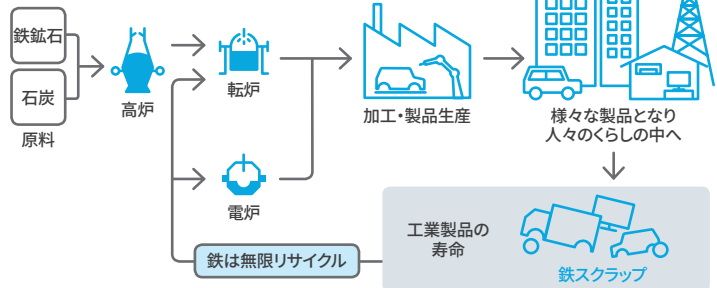 鉄鉱石
石炭
原料
高炉
転炉
電炉
加工・製品生産
様々な製品となり
人々のくらしの中へ
工業製品の
寿命
鉄スクラップ
鉄は無限リサイクル